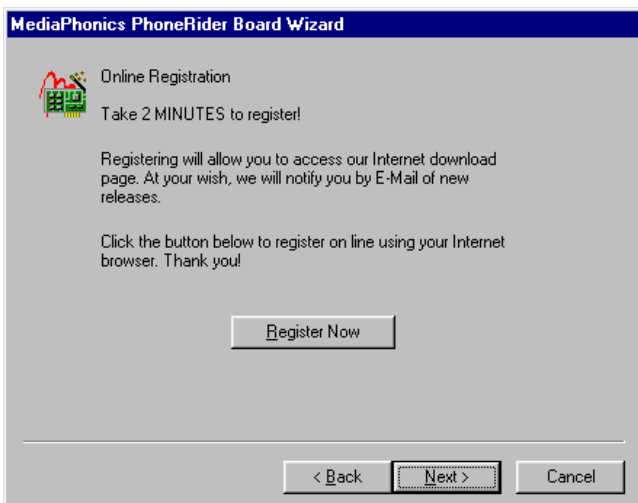 MediaPhonics PhoneRider Board Wizard
Online Registration
Take 2 MINUTES to register!
Registering will allow you to access our Internet download
page. At your wish, we will notify you by E-Mail of new
releases.
Click the button below to register on line using your Internet
browser. Thank you!
Register Now
< Back
Next >
Cancel